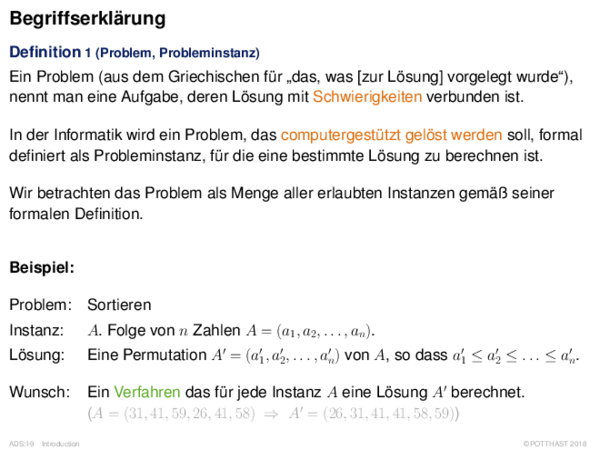 Begriffserklärung
Definition 1 (Problem, Probleminstanz)
Ein Problem (aus dem Griechischen für „das, was [zur Lösung] vorgelegt wurde“),
nennt man eine Aufgabe, deren Lösung mit Schwierigkeiten verbunden ist.
In der Informatik wird ein Problem, das computergestützt gelöst werden soll, formal
definiert als Probleminstanz, für die eine bestimmte Lösung zu berechnen ist.
Wir betrachten das Problem als Menge aller erlaubten Instanzen gemäß seiner
formalen Definition.
Beispiel:
Problem: Sortieren
Instanz: A. Folge von n Zahlen A = (a₁, a₂, . . . , aₙ).
Lösung: Eine Permutation A′ = (a′₁, a′₂, . . . , a′ₙ) von A, so dass a′₁ ≤ a′₂ ≤ . . . ≤ a′ₙ.
Wunsch: Ein Verfahren das für jede Instanz A eine Lösung A′ berechnet.
(A = (31, 41, 59, 26, 41, 58) ⇒ A′ = (26, 31, 41, 41, 58, 59))
ADS:I-9 Introduction © POTTHAST 2018